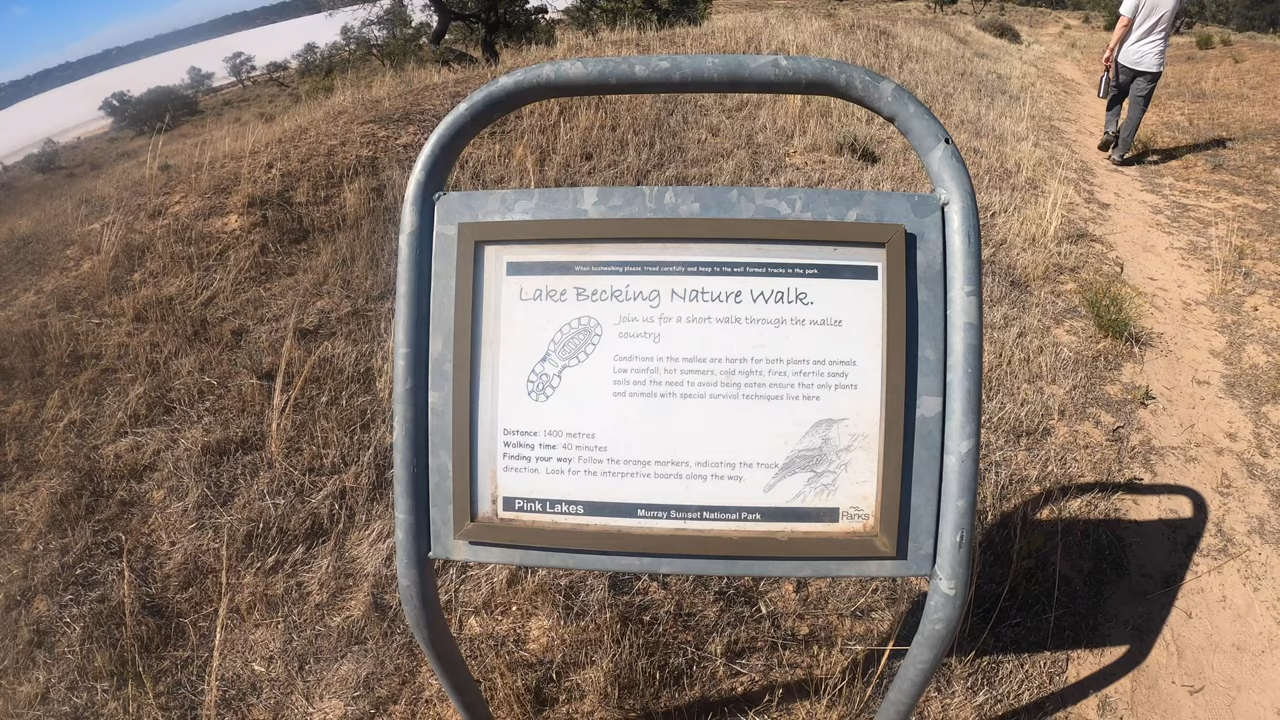 When bushwalking please tread carefully and keep to the well formed tracks in the park.
Lake Becking Nature Walk.
Join us for a short walk through the mallee
country
Conditions in the mallee are harsh for both plants and animals.
Low rainfall, hot summers, cold nights, fires, infertile sandy
soils and the need to avoid being eaten ensure that only plants
and animals with special survival techniques live here
Distance: 1400 metres
Walking time: 40 minutes
Finding your way: Follow the orange markers, indicating the track
direction. Look for the interpretive boards along the way.
Pink Lakes
Murray Sunset National Park
Parks